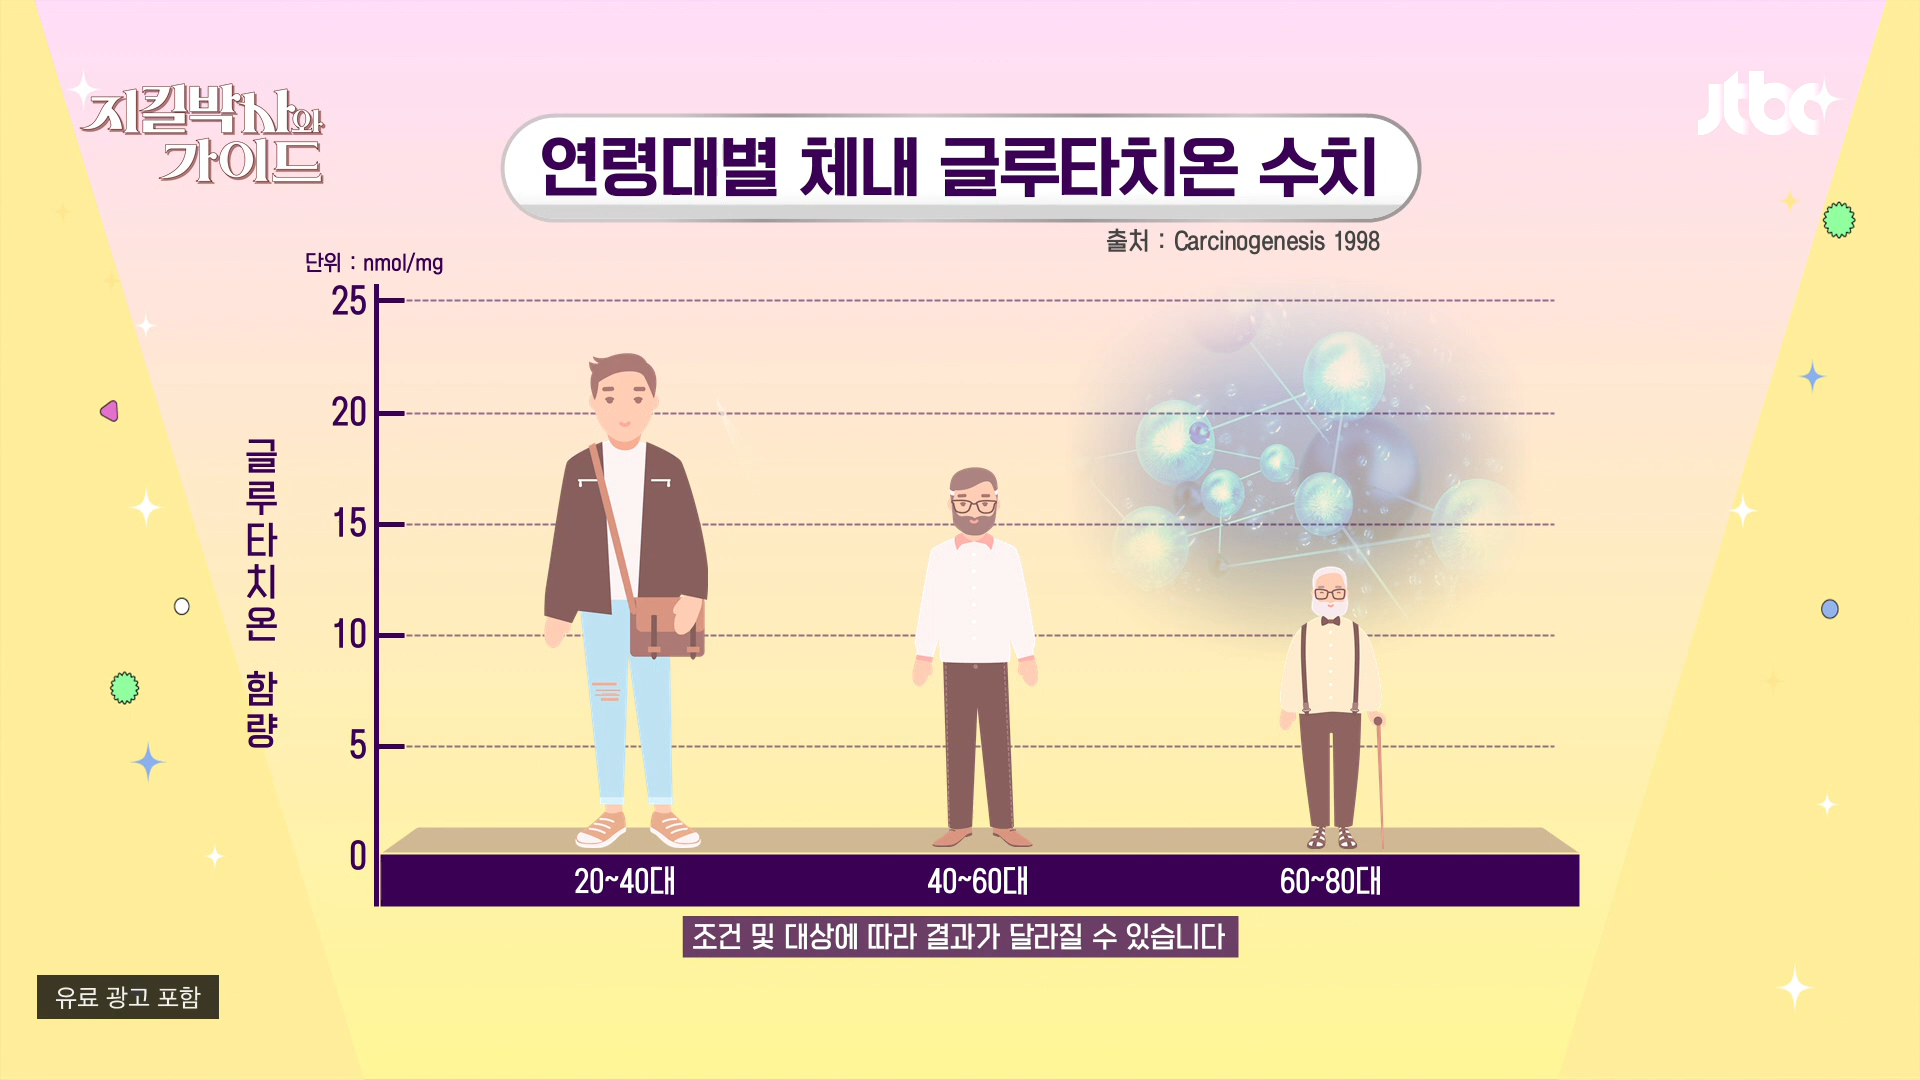 지킬박사와
가이드
jtbc
연령대별 체내 글루타치온 수치
출처 : Carcinogenesis 1998
단위 : nmol/mg
25
20
15
10
5
0
글루타치온 함량
20~40대
40~60대
60~80대
조건 및 대상에 따라 결과가 달라질 수 있습니다
유료 광고 포함